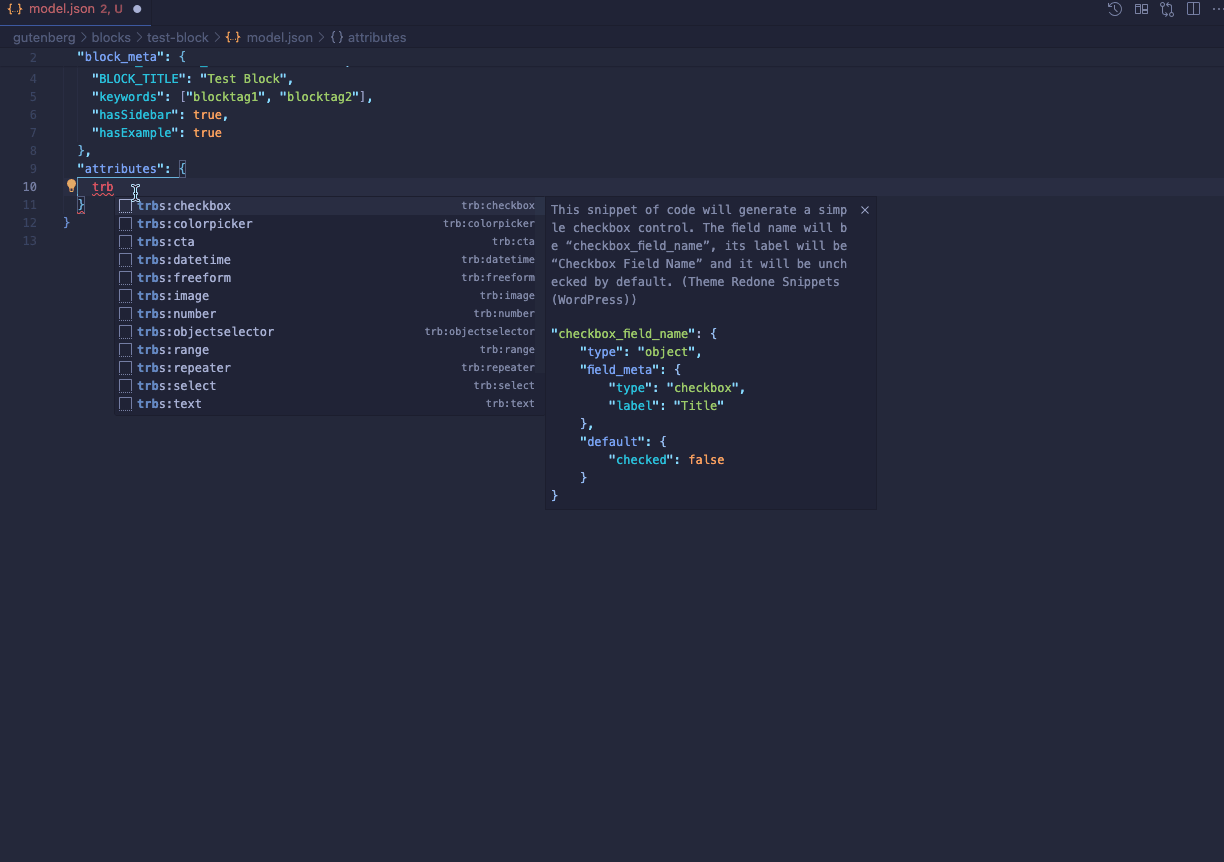 {..} model.json 2, U
gutenberg > blocks > test-block > {..} model.json > {} attributes
2 "block_meta": {
4 "BLOCK_TITLE": "Test Block",
5 "keywords": ["blocktag1", "blocktag2"],
6 "hasSidebar": true,
7 "hasExample": true
8 },
9 "attributes": {
10 trb
11 }
12 }
13
trbs:checkbox trb:checkbox
trbs:colorpicker trb:colorpicker
trbs:cta trb:cta
trbs:datetime trb:datetime
trbs:freeform trb:freeform
trbs:image trb:image
trbs:number trb:number
trbs:objectselector trb:objectselector
trbs:range trb:range
trbs:repeater trb:repeater
trbs:select trb:select
trbs:text trb:text
This snippet of code will generate a simp
le checkbox control. The field name will b
e “checkbox_field_name”, its label will be
“Checkbox Field Name” and it will be unch
ecked by default. (Theme Redone Snippets
(WordPress))
"checkbox_field_name": {
"type": "object",
"field_meta": {
"type": "checkbox",
"label": "Title"
},
"default": {
"checked": false
}
}